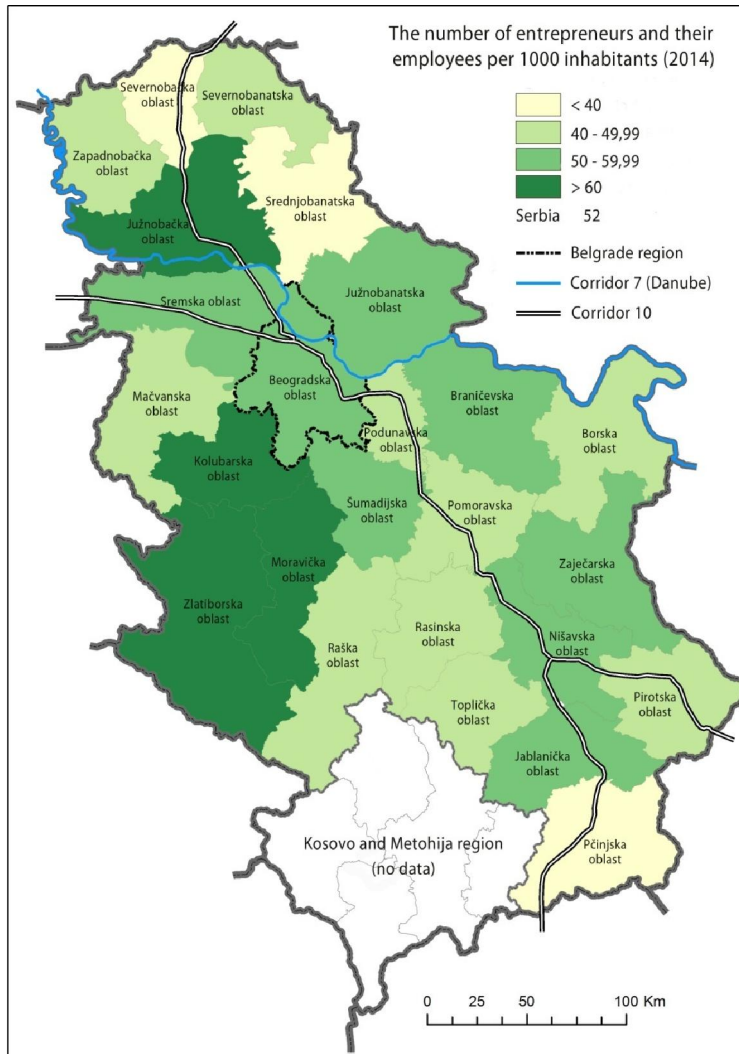 The number of entrepreneurs and their
employees per 1000 inhabitants (2014)
< 40
40 - 49,99
50 - 59,99
> 60
Serbia 52
Belgrade region
Corridor 7 (Danube)
Corridor 10
Severnobačka
oblast
Severnobanatska
oblast
Zapadnobačka
oblast
Srednjobanatska
oblast
Južnobačka
oblast
Južnobanatska
oblast
Sremska oblast
Mačvanska
oblast
Beogradska
oblast
Braničevska
oblast
Podunavska
oblast
Borska
oblast
Kolubarska
oblast
Šumadijska
oblast
Pomoravska
oblast
Zaječarska
oblast
Moravička
oblast
Zlatiborska
oblast
Raška
oblast
Rasinska
oblast
Nišavska
oblast
Toplička
oblast
Pirotska
oblast
Jablanička
oblast
Pčinjska
oblast
Kosovo and Metohija region
(no data)
0 25 50 100 Km